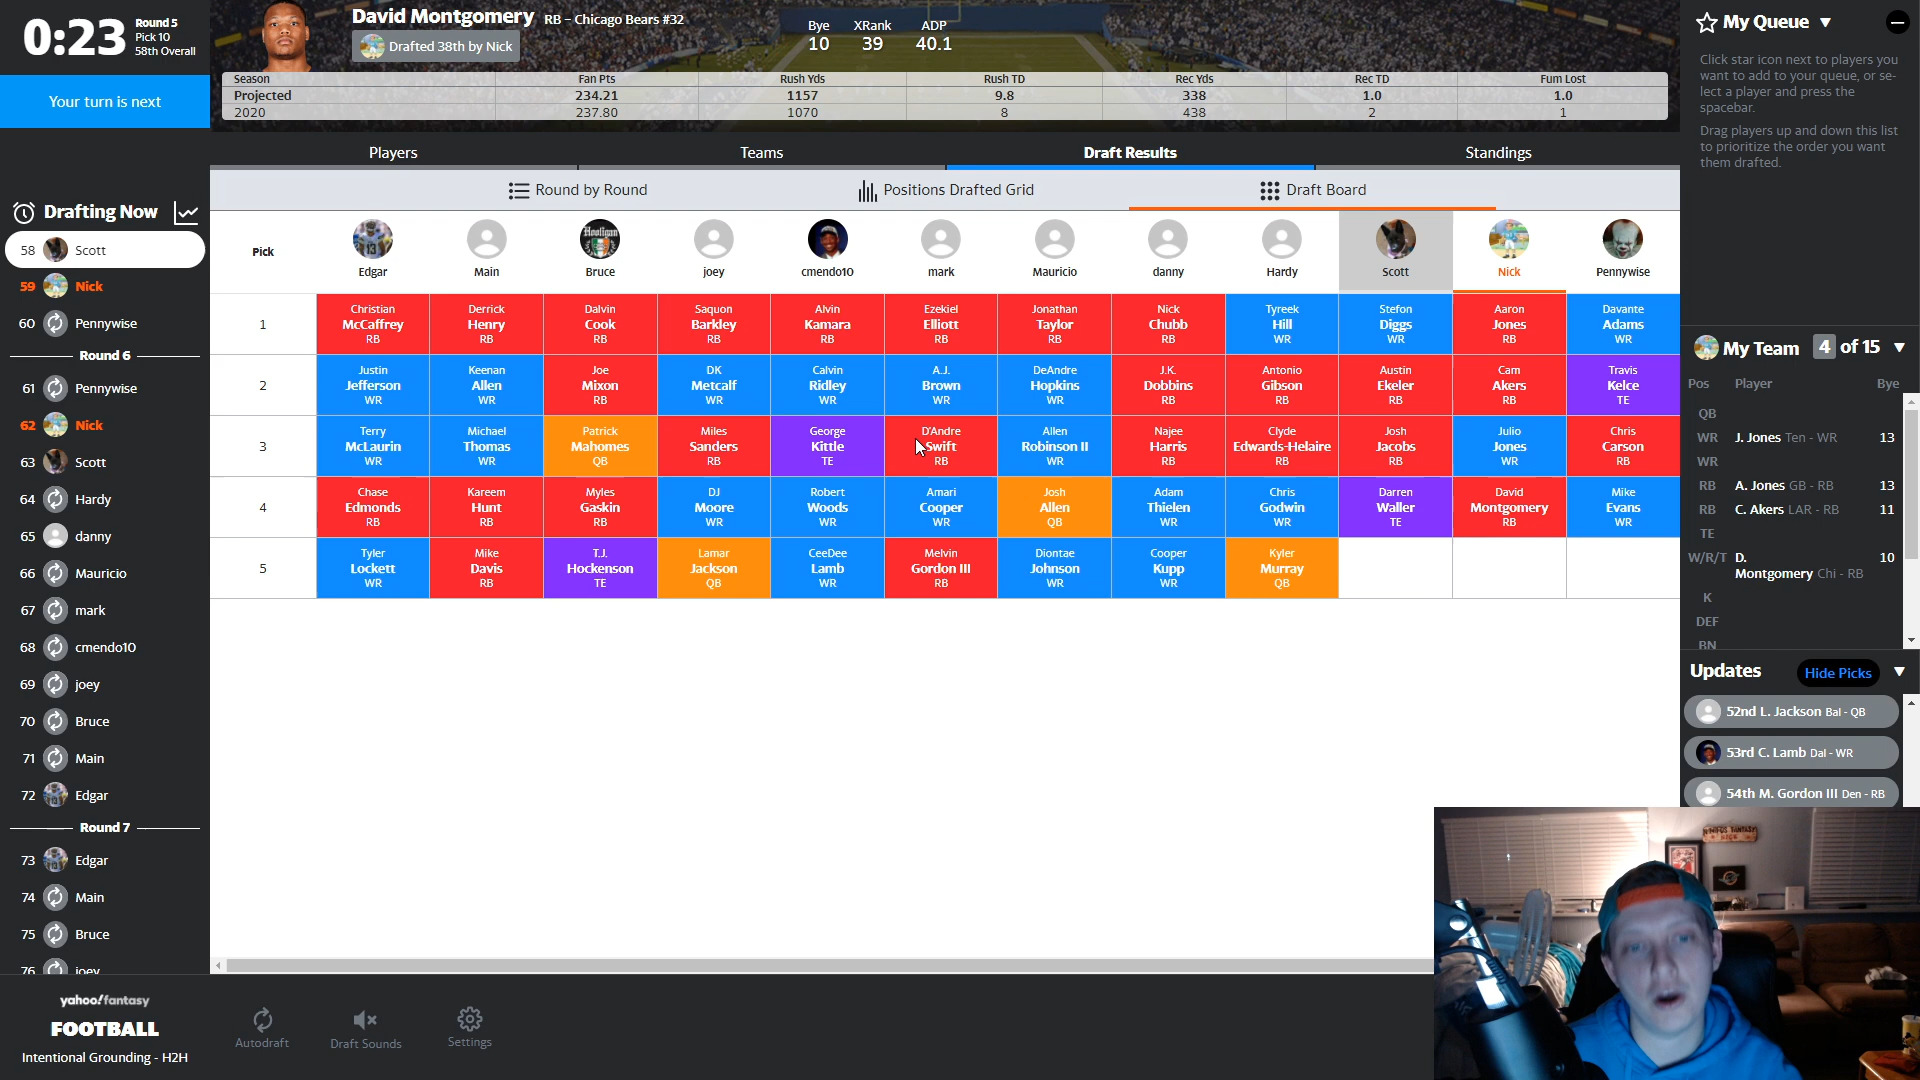 0:23
Round 5
Pick 10
58th Overall
Your turn is next
David Montgomery RB - Chicago Bears #32
Drafted 38th by Nick
Bye XRank ADP
10 39 40.1
Season Fan Pts Rush Yds Rush TD Rec Yds Rec TD Fum Lost
Projected 234.21 1157 9.8 338 1.0 1.0
2020 237.80 1070 8 438 2 1
Players Teams Draft Results Standings
Round by Round Positions Drafted Grid Draft Board
Drafting Now
58 Scott
59 Nick
60 Pennywise
Round 6
61 Pennywise
62 Nick
63 Scott
64 Hardy
65 danny
66 Mauricio
67 mark
68 cmendo10
69 joey
70 Bruce
71 Main
72 Edgar
Round 7
73 Edgar
74 Main
75 Bruce
76 joey
Pick Edgar Main Bruce joey cmendo10 mark Mauricio danny Hardy Scott Nick Pennywise
Hooligan
Christian Derrick Dalvin Saquon Alvin Ezekiel Jonathan Nick Tyreek Stefon Aaron Davante
1 McCaffrey Henry Cook Barkley Kamara Elliott Taylor Chubb Hill Diggs Jones Adams
RB RB RB RB RB RB RB RB WR WR RB WR
Justin Keenan Joe DK Calvin A.J. DeAndre J.K. Antonio Austin Cam Travis
2 Jefferson Allen Mixon Metcalf Ridley Brown Hopkins Dobbins Gibson Ekeler Akers Kelce
WR WR RB WR WR WR WR RB RB RB RB TE
Terry Michael Patrick Miles George D'Andre Allen Najee Clyde Josh Julio Chris
3 McLaurin Thomas Mahomes Sanders Kittle Swift Robinson II Harris Edwards-Helaire Jacobs Jones Carson
WR WR QB RB TE RB WR RB RB RB WR RB
Chase Kareem Myles DJ Robert Amari Josh Adam Chris Darren David Mike
4 Edmonds Hunt Gaskin Moore Woods Cooper Allen Thielen Godwin Waller Montgomery Evans
RB RB RB WR WR WR QB WR WR TE RB WR
Tyler Mike T.J. Lamar CeeDee Melvin Diontae Cooper Kyler
5 Lockett Davis Hockenson Jackson Lamb Gordon III Johnson Kupp Murray
WR RB TE QB WR RB WR WR QB
My Queue
Click star icon next to players you
want to add to your queue, or se-
lect a player and press the
spacebar.
Drag players up and down this list
to prioritize the order you want
them drafted.
My Team 4 of 15
Pos Player Bye
QB
WR J. Jones Ten - WR 13
WR
RB A. Jones GB - RB 13
RB C. Akers LAR - RB 11
TE
W/R/T D. 10
Montgomery Chi - RB
K
DEF
BN
Updates Hide Picks
52nd L. Jackson Bal - QB
53rd C. Lamb Dal - WR
54th M. Gordon III Den - RB
yahoo!fantasy
FOOTBALL
Intentional Grounding - H2H
Autodraft Draft Sounds Settings